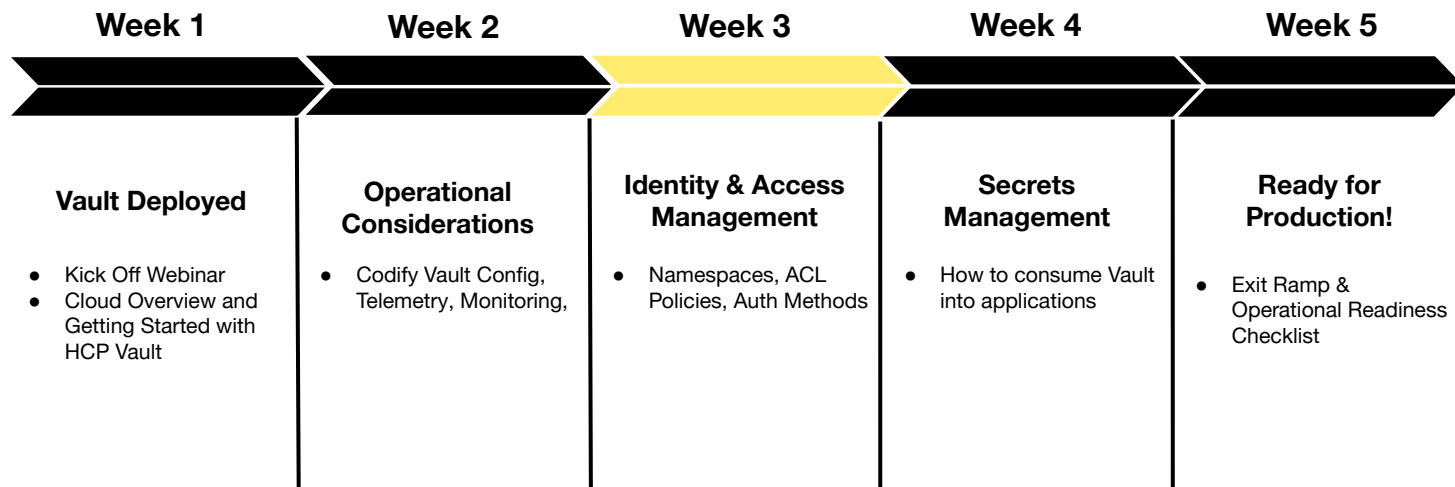 Week 1
Week 2
Week 3
Week 4
Week 5
Vault Deployed
● Kick Off Webinar
● Cloud Overview and
Getting Started with
HCP Vault
Operational
Considerations
● Codify Vault Config,
Telemetry, Monitoring,
Identity & Access
Management
● Namespaces, ACL
Policies, Auth Methods
Secrets
Management
● How to consume Vault
into applications
Ready for
Production!
● Exit Ramp &
Operational Readiness
Checklist